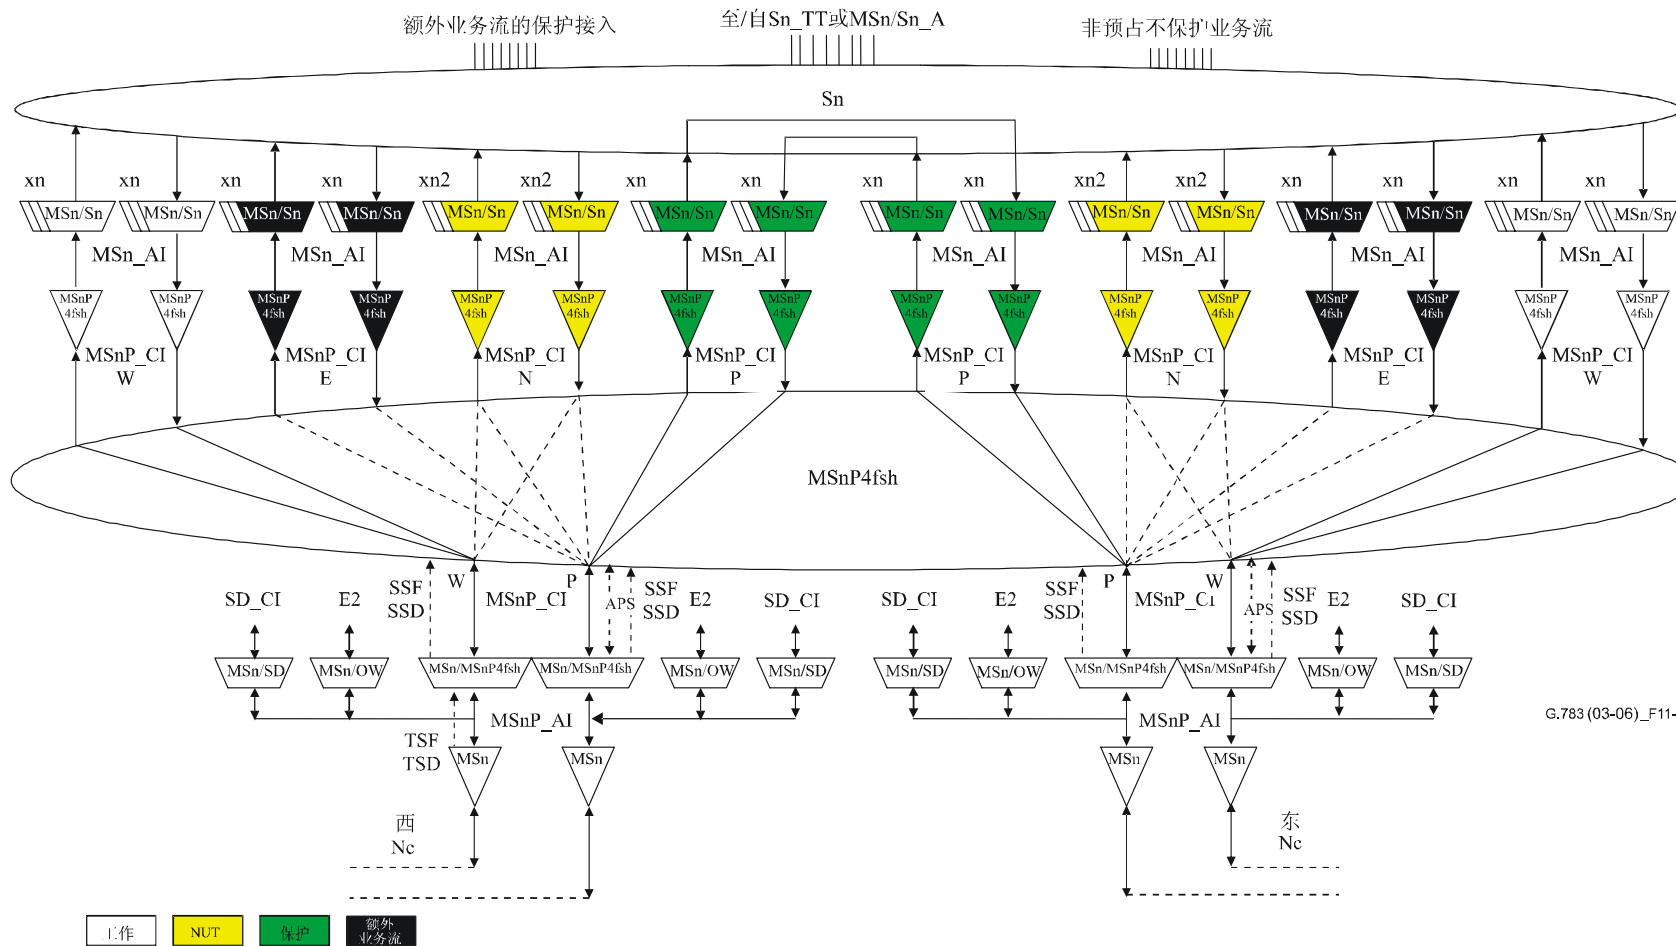 额外业务流的保护接入 至/自Sn_TT或MSn/Sn_A 非预占不保护业务流
Sn
xn xn xn xn xn2 xn2 xn xn xn xn xn2 xn2 xn xn xn xn
MSn/Sn MSn/Sn MSn/Sn MSn/Sn MSn/Sn MSn/Sn MSn/Sn MSn/Sn MSn/Sn MSn/Sn MSn/Sn MSn/Sn MSn/Sn MSn/Sn MSn/Sn MSn/Sn
MSn_AI MSn_AI MSn_AI MSn_AI MSn_AI MSn_AI MSn_AI MSn_AI
MSnP MSnP MSnP MSnP MSnP MSnP MSnP MSnP MSnP MSnP MSnP MSnP MSnP MSnP MSnP MSnP
4fsh 4fsh 4fsh 4fsh 4fsh 4fsh 4fsh 4fsh 4fsh 4fsh 4fsh 4fsh 4fsh 4fsh 4fsh 4fsh
MSnP_CI MSnP_CI MSnP_CI MSnP_CI MSnP_CI MSnP_CI MSnP_CI MSnP_CI
W E N P P N E W
MSnP4fsh
W P P W
SSF SSF SSF SSF
SSD MSnP_CI APS SSD SSD MSnP_CI APS SSD
SD_CI E2 E2 SD_CI SD_CI E2 E2 SD_CI
MSn/SD MSn/OW MSn/MSnP4fsh MSn/MSnP4fsh MSn/OW MSn/SD MSn/SD MSn/OW MSn/MSnP4fsh MSn/MSnP4fsh MSn/OW MSn/SD
MSnP_AI MSnP_AI G.783 (03-06)_F11-
TSF
TSD
MSn MSn MSn MSn
西 东
Nc Nc
工作 NUT 保护 额外
业务流